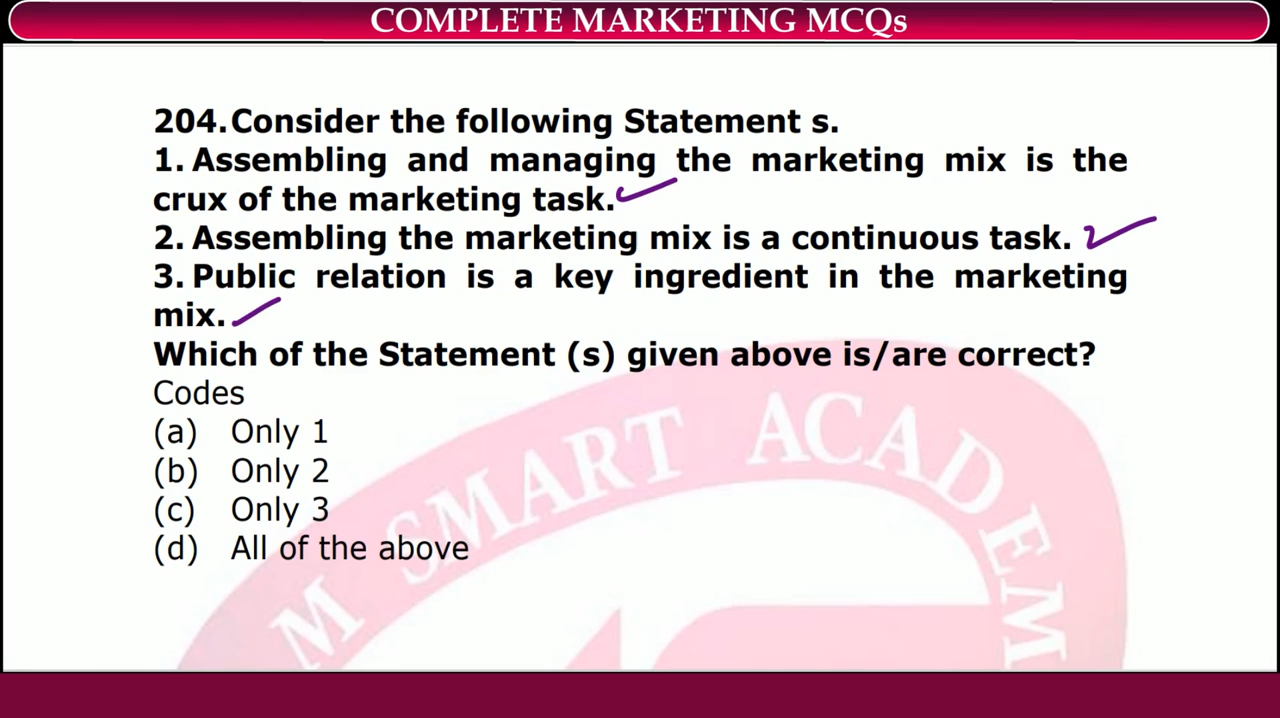 COMPLETE MARKETING MCQs
204. Consider the following Statement s.
1. Assembling and managing the marketing mix is the
crux of the marketing task.
2. Assembling the marketing mix is a continuous task.
3. Public relation is a key ingredient in the marketing
mix.
Which of the Statement (s) given above is/are correct?
Codes
(a) Only 1
(b) Only 2
(c) Only 3
(d) All of the above
M SMART ACADEM